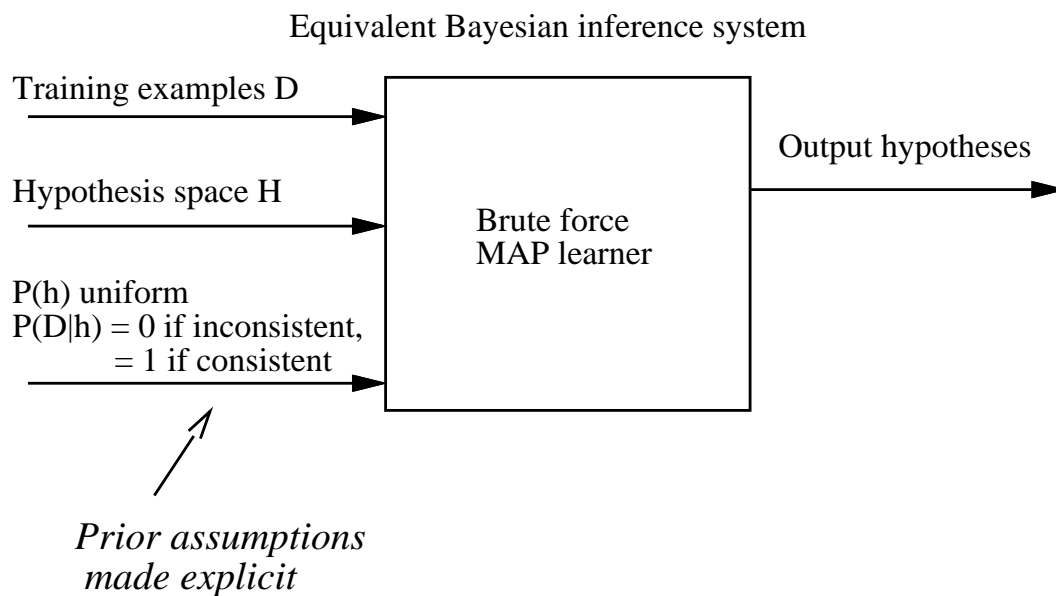 Equivalent Bayesian inference system
Training examples D
Hypothesis space H
P(h) uniform
P(D|h) = 0 if inconsistent,
= 1 if consistent
Brute force
MAP learner
Output hypotheses
Prior assumptions
made explicit